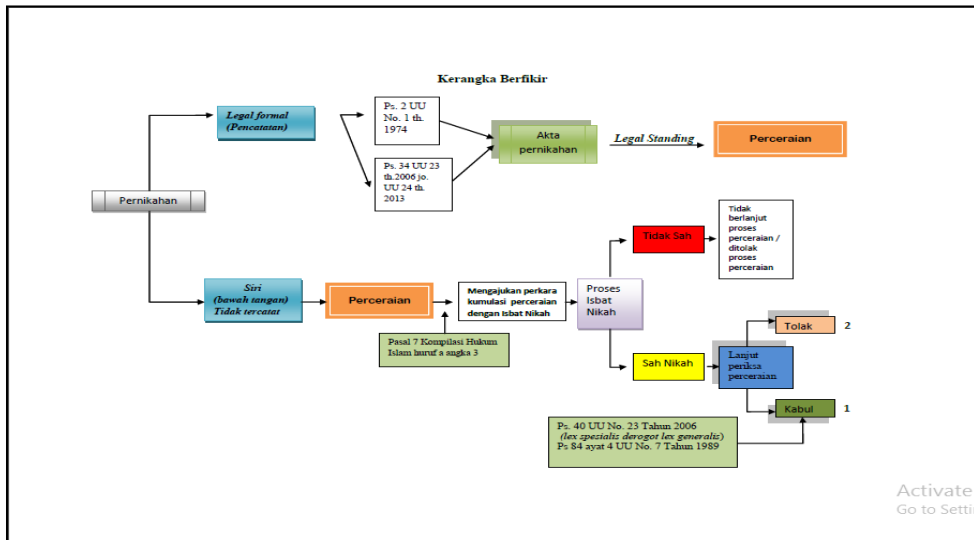 Kerangka Berfikir
Legal formal
(Pencatatan)
Ps. 2 UU
No. 1 th.
1974
Ps. 34 UU 23
th.2006 jo.
UU 24 th.
2013
Akta
pernikahan
Legal Standing
Perceraian
Pernikahan
Siri
(bawah tangan)
Tidak tercatat
Perceraian
Mengajukan perkara
kumulasi perceraian
dengan Isbat Nikah
Pasal 7 Kompilasi Hukum
Islam huruf a angka 3
Proses
Isbat
Nikah
Tidak Sah
Tidak
berlanjut
proses
perceraian /
ditolak
proses
perceraian
Sah Nikah
Lanjut
periksa
perceraian
Tolak
2
Kabul
1
Ps. 40 UU No. 23 Tahun 2006
(lex spezialis derogot lex generalis)
Ps 84 ayat 4 UU No. 7 Tahun 1989
Activate
Go to Setti